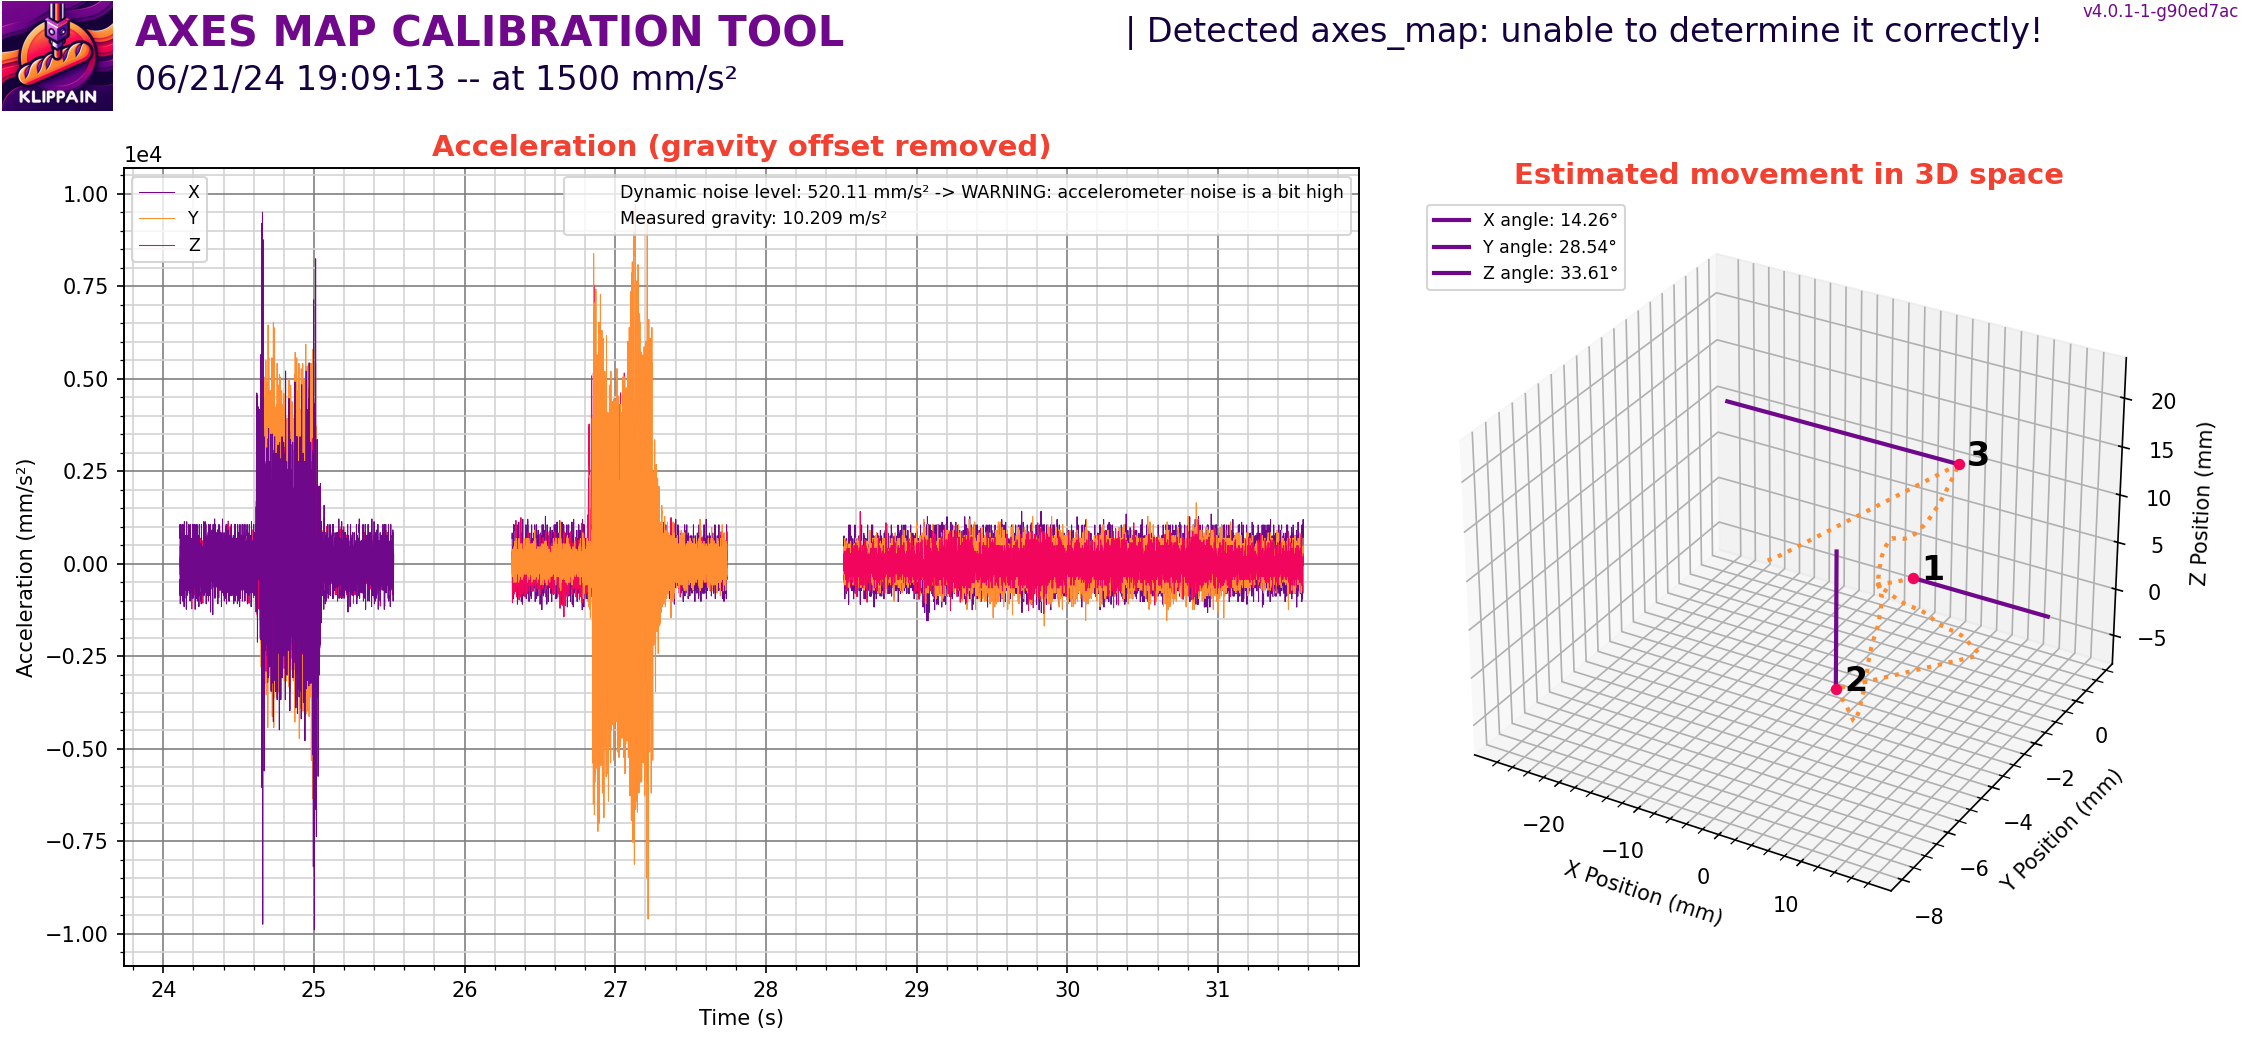 AXES MAP CALIBRATION TOOL
| Detected axes_map: unable to determine it correctly!
v4.0.1-1-g90ed7ac
06/21/24 19:09:13 -- at 1500 mm/s²
KLIPPAIN
Acceleration (gravity offset removed)
1e4
X
Y
Z
Dynamic noise level: 520.11 mm/s² -> WARNING: accelerometer noise is a bit high
Measured gravity: 10.209 m/s²
1.00
0.75
0.50
0.25
0.00
−0.25
−0.50
−0.75
−1.00
Acceleration (mm/s²)
24 25 26 27 28 29 30 31
Time (s)
Estimated movement in 3D space
X angle: 14.26°
Y angle: 28.54°
Z angle: 33.61°
3
1
2
20
15
10
5
0
−5
Z Position (mm)
0
−2
−4
−6
−8
Y Position (mm)
−20
−10
0
10
X Position (mm)